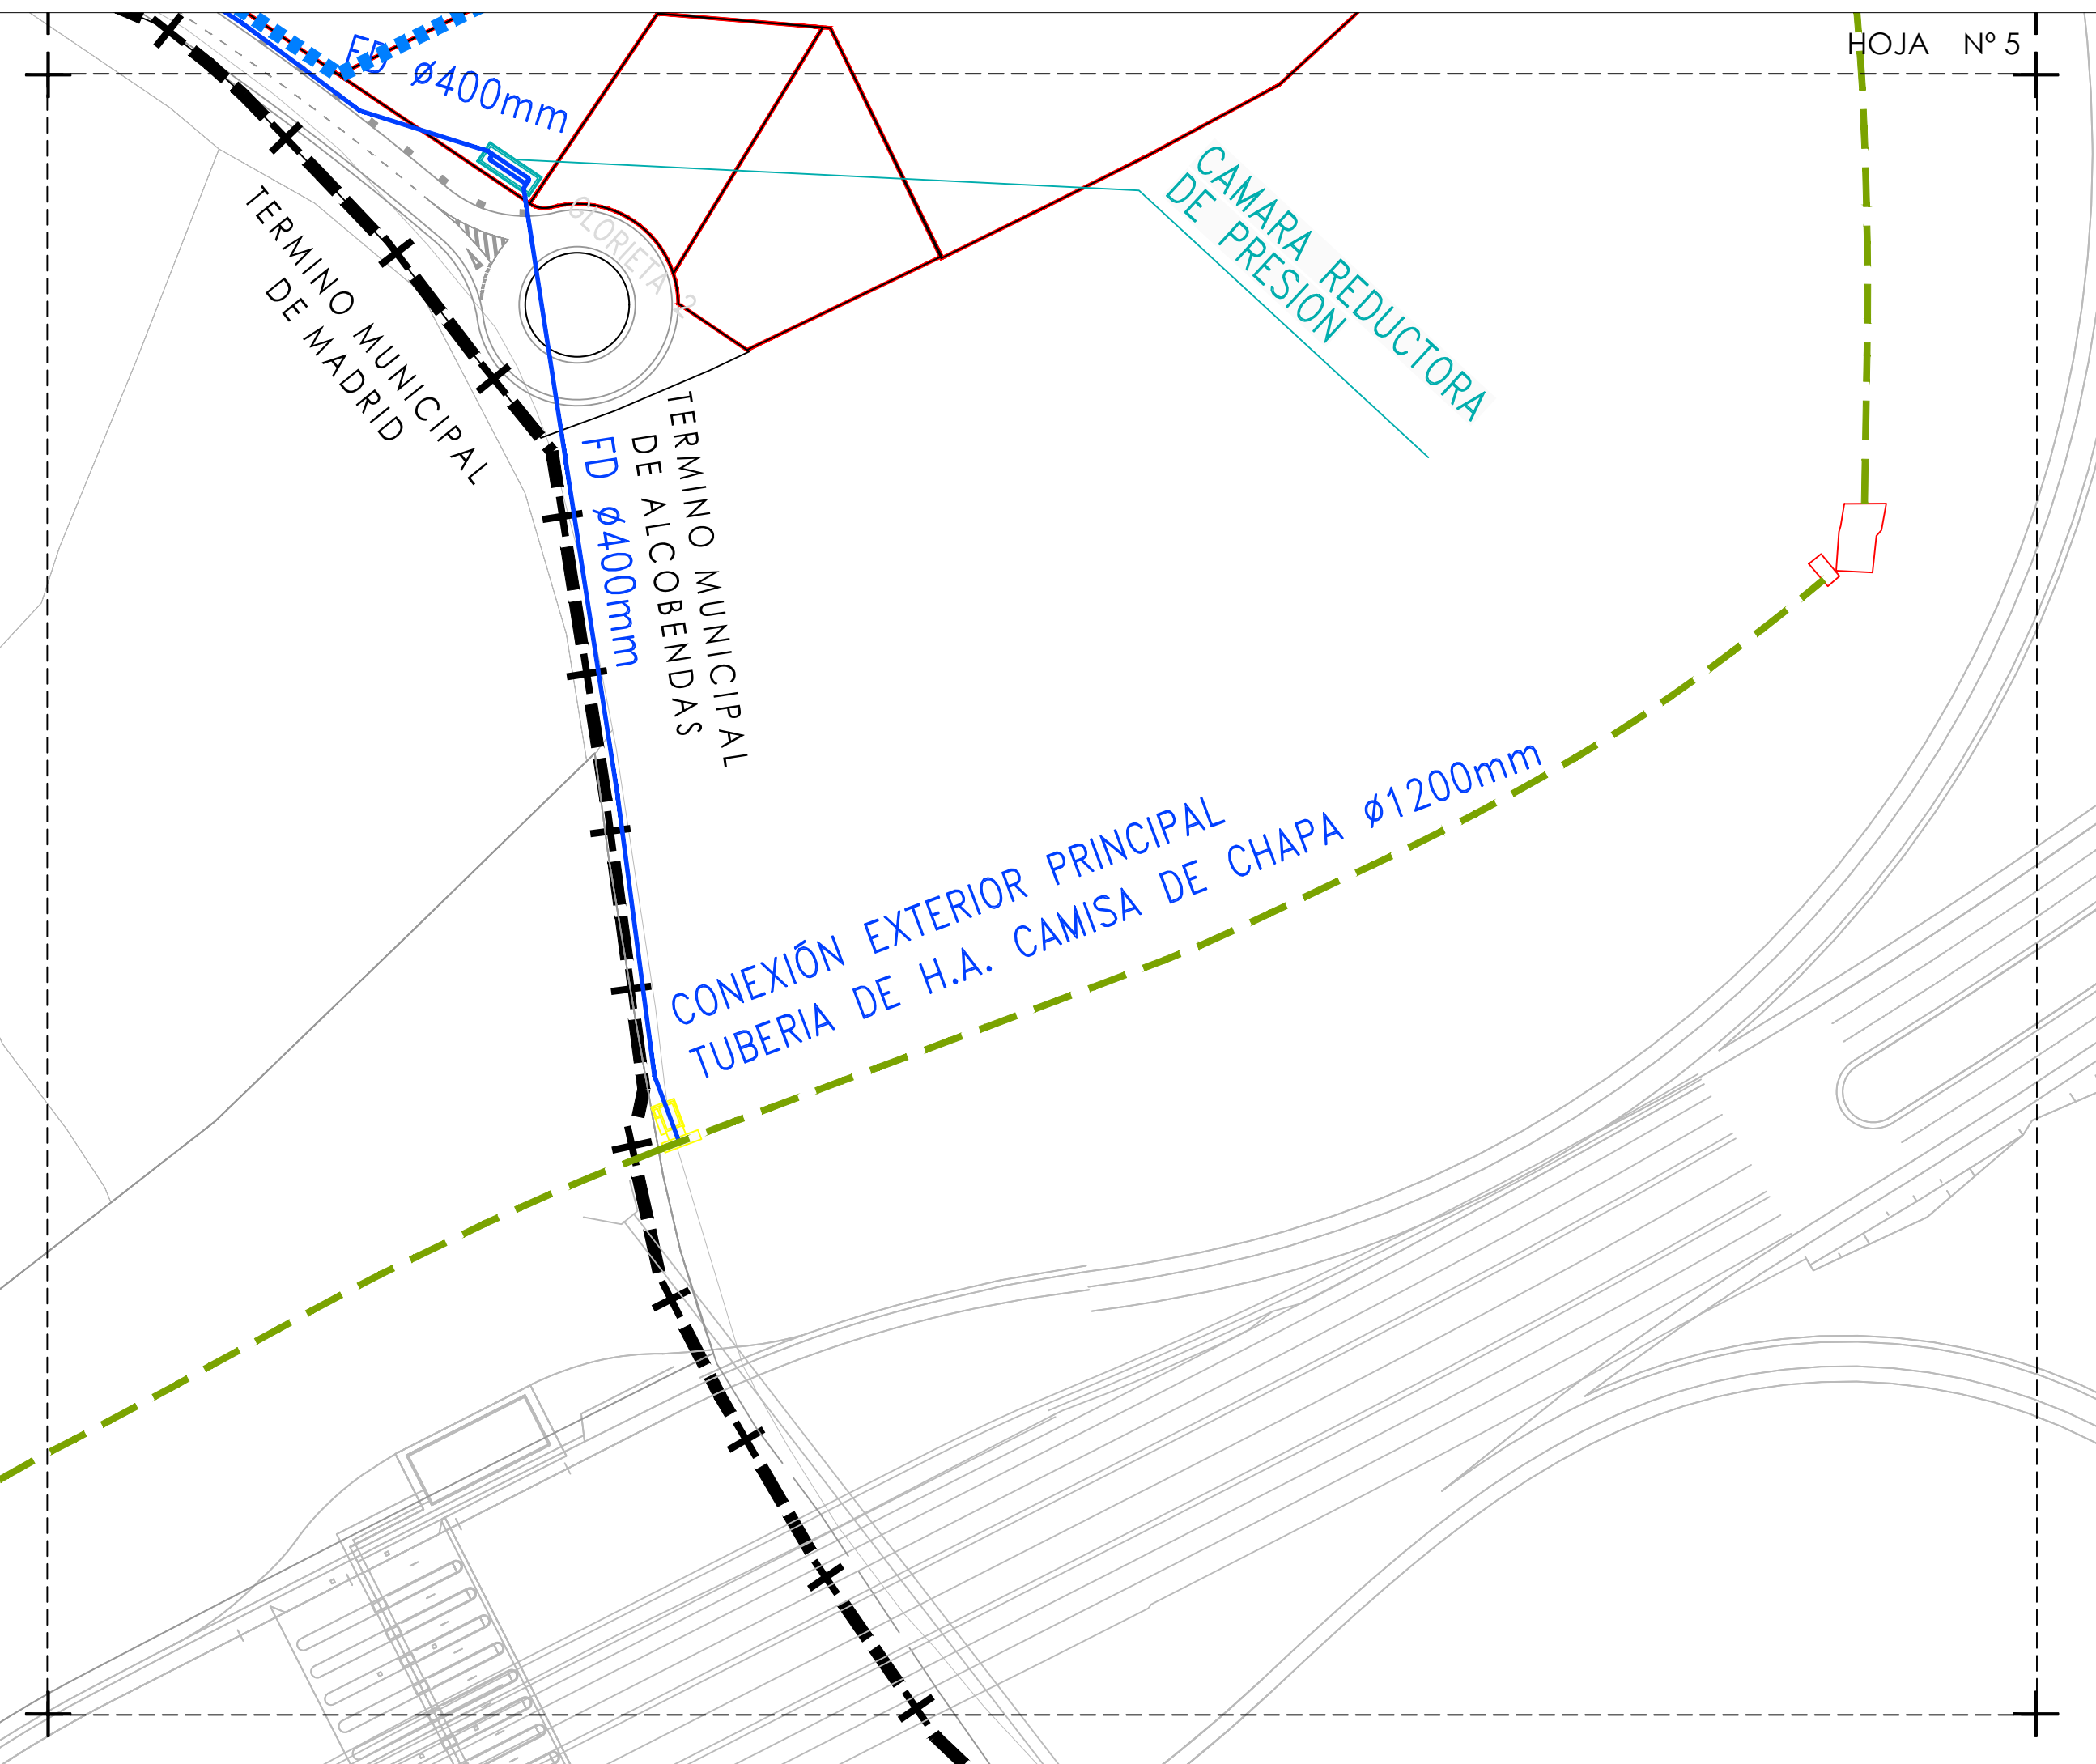 HOJA Nº 5
FD ø400mm
CAMARA REDUCTORA
DE PRESION
GLORIETA 2
TERMINO MUNICIPAL
DE MADRID
TERMINO MUNICIPAL
DE ALCOBENDAS
FD ø400mm
CONEXIÓN EXTERIOR PRINCIPAL
TUBERIA DE H.A. CAMISA DE CHAPA ø1200mm